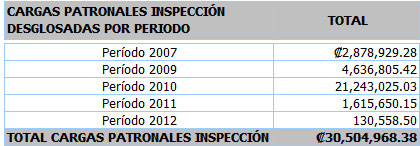 CARGAS PATRONALES INSPECCIÓN
DESGLOSADAS POR PERIODO TOTAL
Período 2007 ₡2,878,929.28
Período 2009 4,636,805.42
Período 2010 21,243,025.03
Período 2011 1,615,650.15
Período 2012 130,558.50
TOTAL CARGAS PATRONALES INSPECCIÓN ₡30,504,968.38